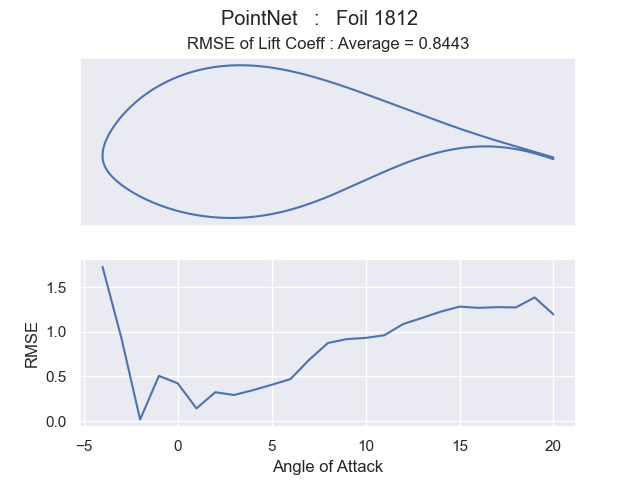 PointNet   :   Foil 1812
RMSE of Lift Coeff : Average = 0.8443
1.5
1.0
0.5
0.0
RMSE
−5 0 5 10 15 20
Angle of Attack